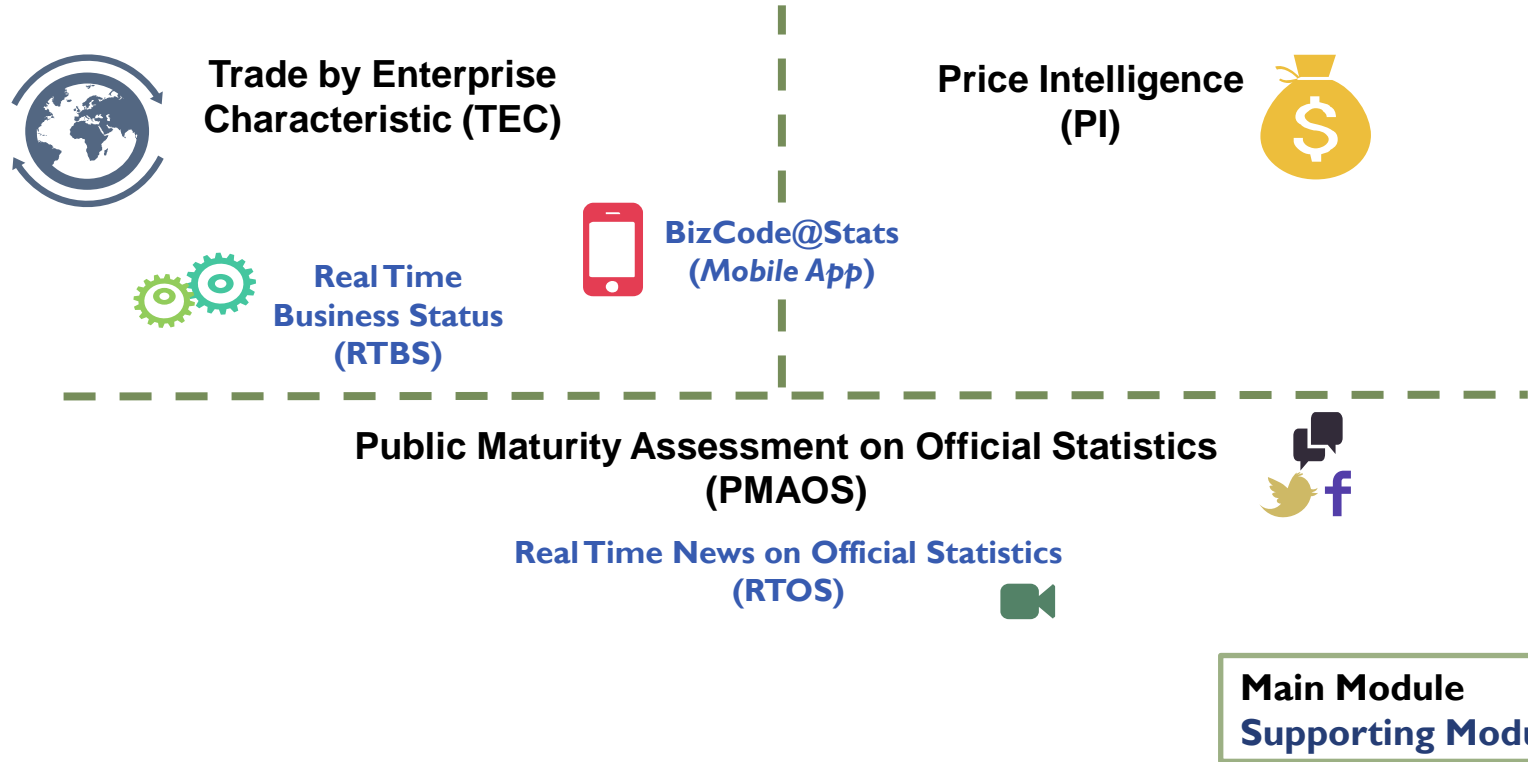 Trade by Enterprise
Characteristic (TEC)
Price Intelligence
(PI)
BizCode@Stats
(Mobile App)
Real Time
Business Status
(RTBS)
Public Maturity Assessment on Official Statistics
(PMAOS)
Real Time News on Official Statistics
(RTOS)
Main Module
Supporting